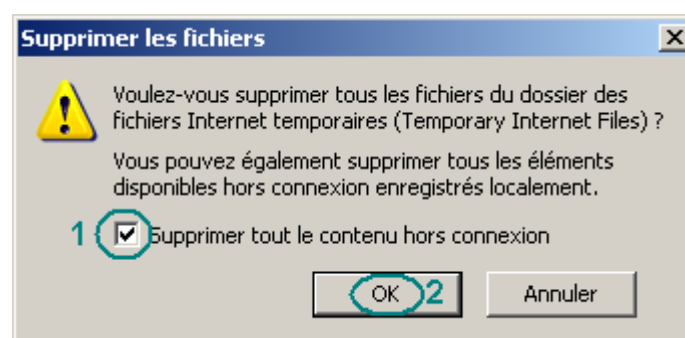 Supprimer les fichiers
Voulez-vous supprimer tous les fichiers du dossier des
fichiers Internet temporaires (Temporary Internet Files) ?
Vous pouvez également supprimer tous les éléments
disponibles hors connexion enregistrés localement.
1 Supprimer tout le contenu hors connexion
OK 2 Annuler